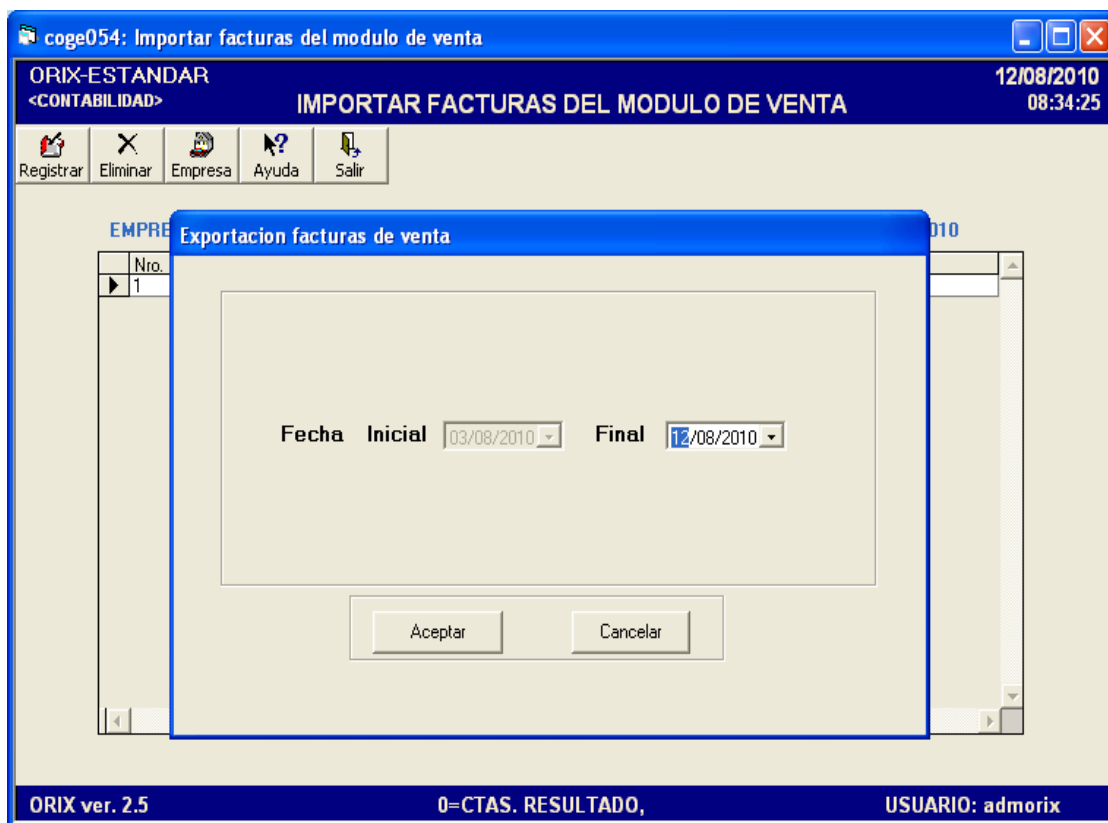 coge054: Importar facturas del modulo de venta
ORIX-ESTANDAR 12/08/2010
<CONTABILIDAD> IMPORTAR FACTURAS DEL MODULO DE VENTA 08:34:25
Registrar Eliminar Empresa Ayuda Salir
EMPRE 010
Exportacion facturas de venta
Nro.
1
Fecha Inicial 03/08/2010 Final 12/08/2010
Aceptar Cancelar
ORIX ver. 2.5 0=CTAS. RESULTADO, USUARIO: admorix